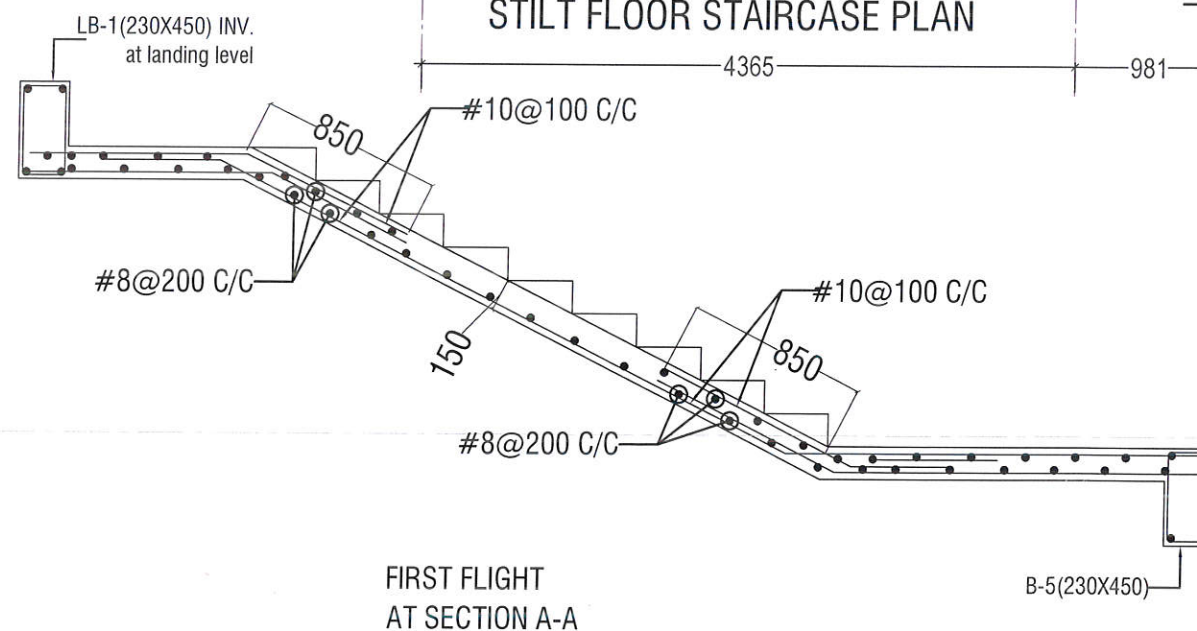 STILT FLOOR STAIRCASE PLAN
LB-1(230X450) INV.
at landing level
4365
981
850
#10@100 C/C
#8@200 C/C
150
#10@100 C/C
850
#8@200 C/C
FIRST FLIGHT
AT SECTION A-A
B-5(230X450)